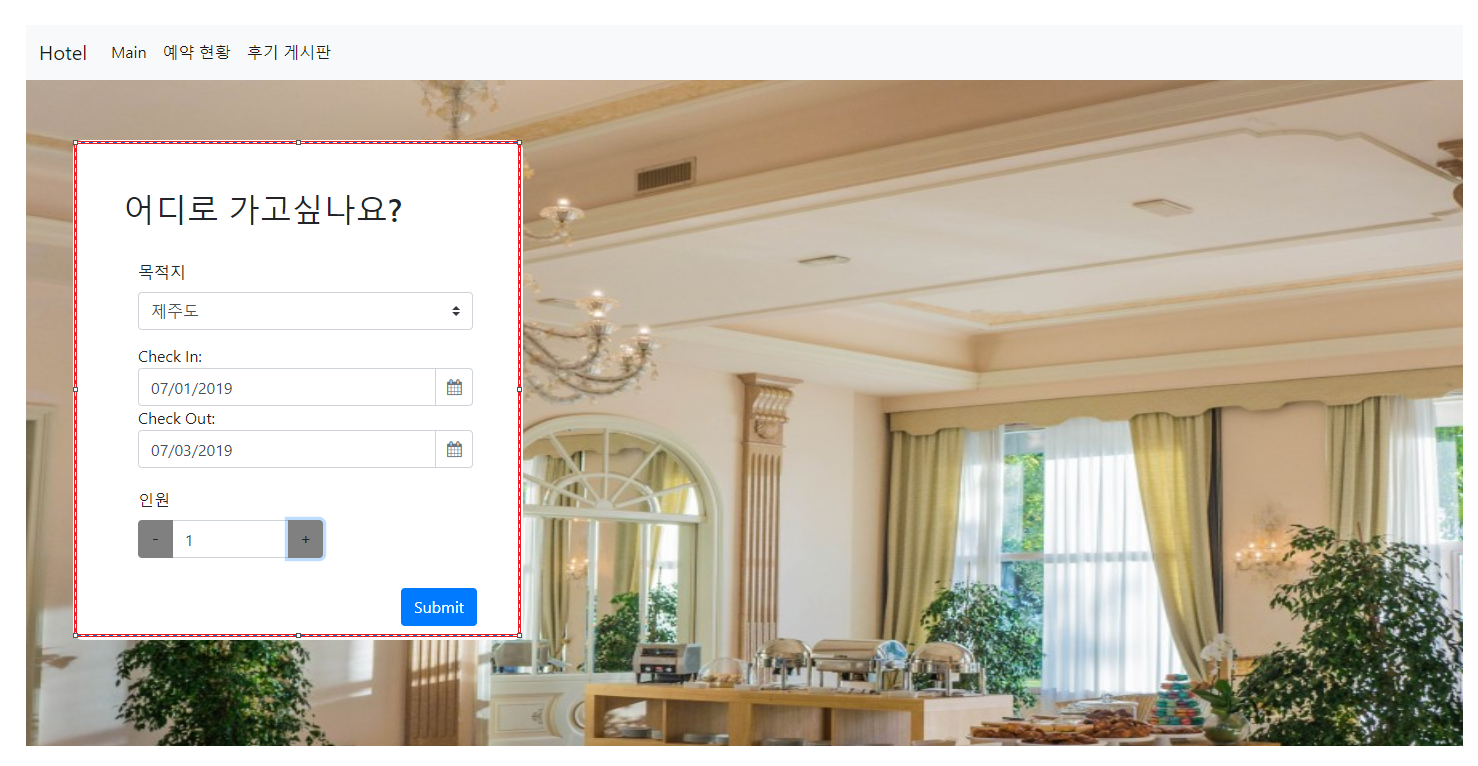 Hotel Main 예약 현황 후기 게시판
어디로 가고싶나요?
목적지
제주도
Check In:
07/01/2019
Check Out:
07/03/2019
인원
- 1 +
Submit